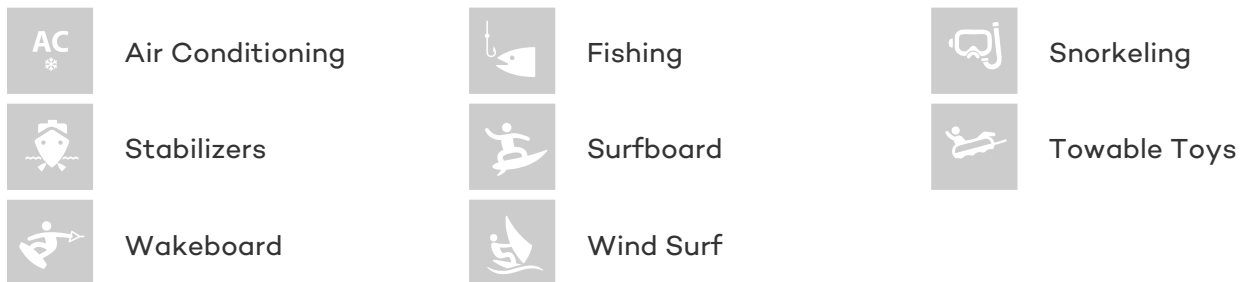 AC
Air Conditioning
Fishing
Snorkeling
Stabilizers
Surfboard
Towable Toys
Wakeboard
Wind Surf